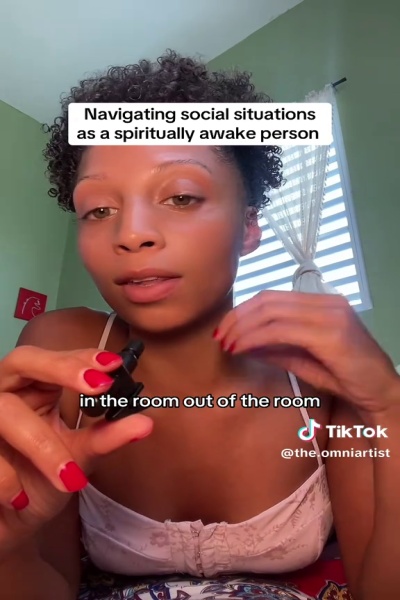 Navigating social situations
as a spiritually awake person
in the room out of the room
TikTok
@the.omniartist